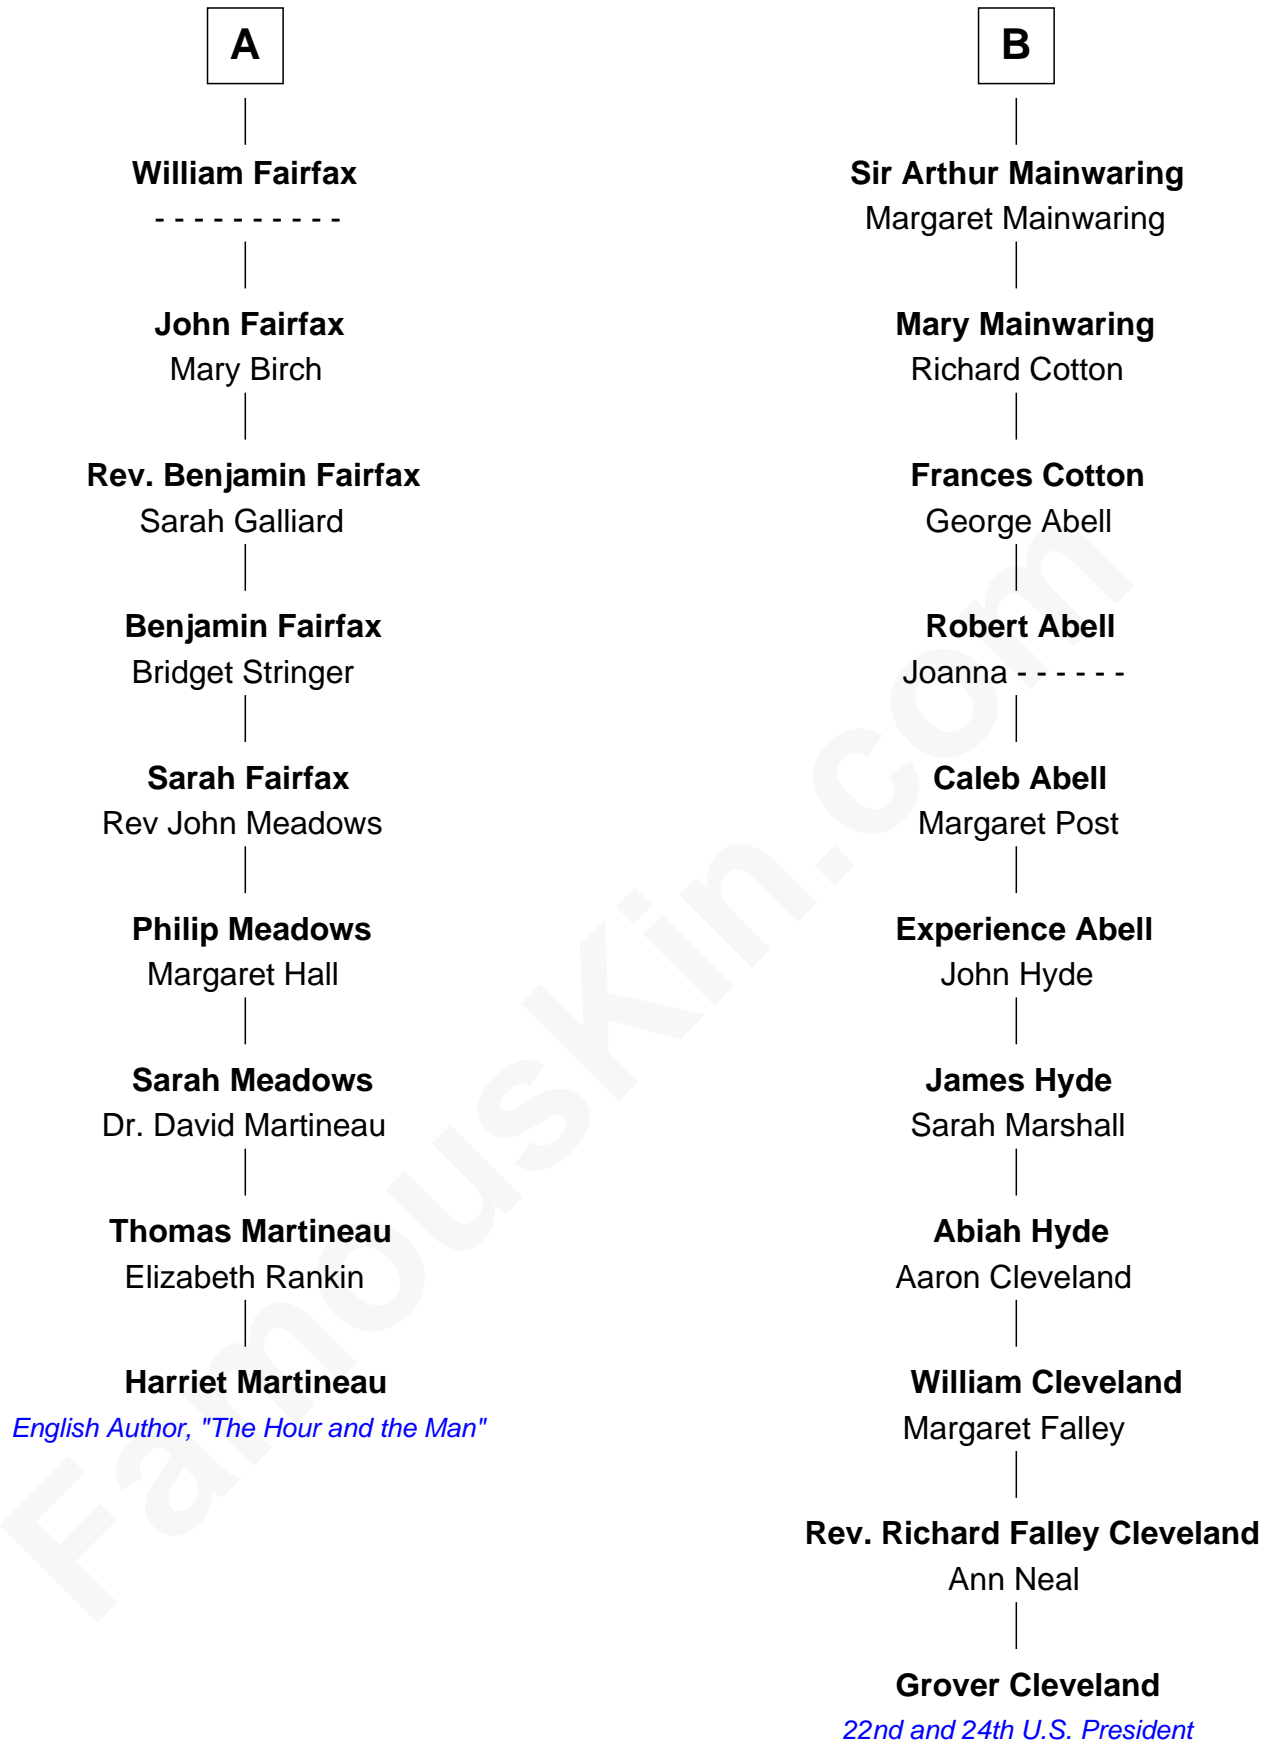 A
William Fairfax
- - - - - - - - - -
John Fairfax
Mary Birch
Rev. Benjamin Fairfax
Sarah Galliard
Benjamin Fairfax
Bridget Stringer
Sarah Fairfax
Rev John Meadows
Philip Meadows
Margaret Hall
Sarah Meadows
Dr. David Martineau
Thomas Martineau
Elizabeth Rankin
Harriet Martineau
English Author, "The Hour and the Man"
B
Sir Arthur Mainwaring
Margaret Mainwaring
Mary Mainwaring
Richard Cotton
Frances Cotton
George Abell
Robert Abell
Joanna - - - - - -
Caleb Abell
Margaret Post
Experience Abell
John Hyde
James Hyde
Sarah Marshall
Abiah Hyde
Aaron Cleveland
William Cleveland
Margaret Falley
Rev. Richard Falley Cleveland
Ann Neal
Grover Cleveland
22nd and 24th U.S. President
FamousKin.com